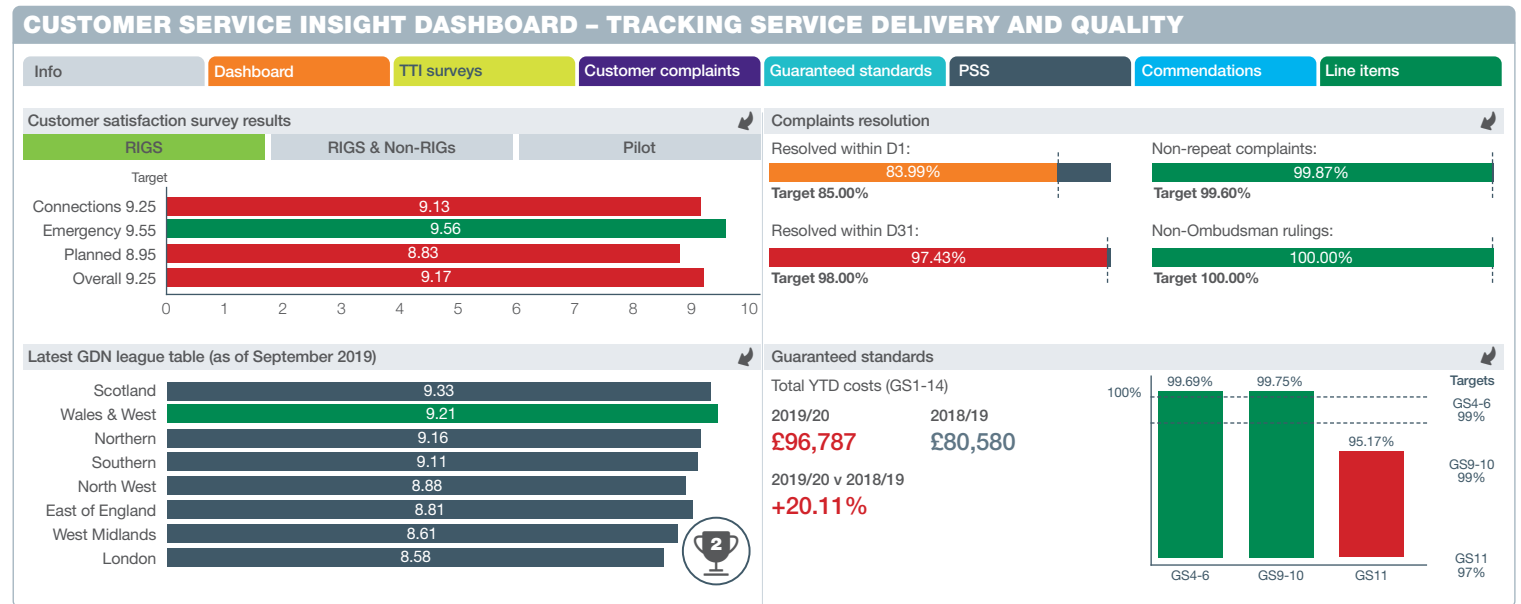 CUSTOMER SERVICE INSIGHT DASHBOARD – TRACKING SERVICE DELIVERY AND QUALITY
Info
Dashboard
TTI surveys
Customer complaints
Guaranteed standards
PSS
Commendations
Line items
Customer satisfaction survey results
RIGS
RIGS & Non-RIGs
Pilot
Target
Connections 9.25
9.13
Emergency 9.55
9.56
Planned 8.95
8.83
Overall 9.25
9.17
0 1 2 3 4 5 6 7 8 9 10
Complaints resolution
Resolved within D1:
83.99%
Target 85.00%
Non-repeat complaints:
99.87%
Target 99.60%
Resolved within D31:
97.43%
Target 98.00%
Non-Ombudsman rulings:
100.00%
Target 100.00%
Latest GDN league table (as of September 2019)
Scotland
9.33
Wales & West
9.21
Northern
9.16
Southern
9.11
North West
8.88
East of England
8.81
West Midlands
8.61
London
8.58
2
Guaranteed standards
Total YTD costs (GS1-14)
2019/20
£96,787
2018/19
£80,580
2019/20 v 2018/19
+20.11%
100%
99.69%
99.75%
95.17%
GS4-6
GS9-10
GS11
Targets
GS4-6
99%
GS9-10
99%
GS11
97%